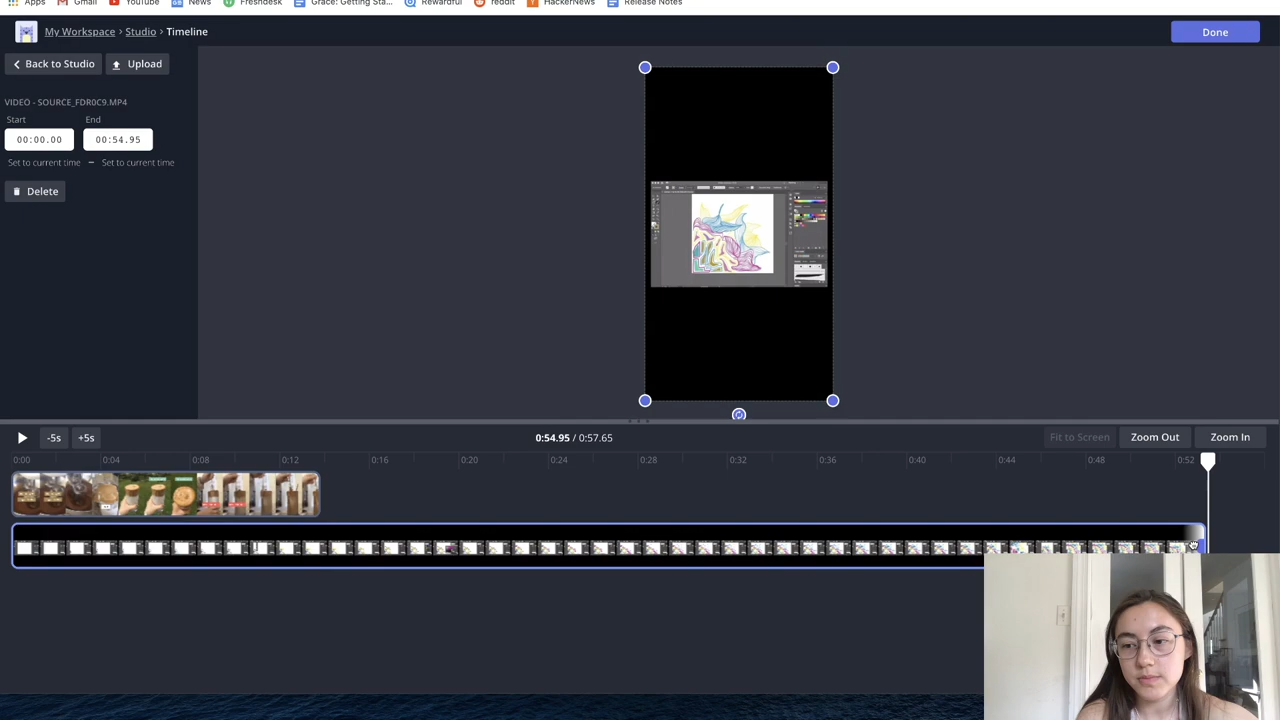 Apps Gmail YouTube News Freshdesk Grace: Getting Sta... Rewardful reddit HackerNews Release Notes
My Workspace > Studio > Timeline Done
Back to Studio Upload
VIDEO - SOURCE_FDR0C9.MP4
Start End
00:00.00 00:54.95
Set to current time – Set to current time
Delete
-5s +5s 0:54.95 / 0:57.65 Fit to Screen Zoom Out Zoom In
0:00 0:04 0:08 0:12 0:16 0:20 0:24 0:28 0:32 0:36 0:40 0:44 0:48 0:52